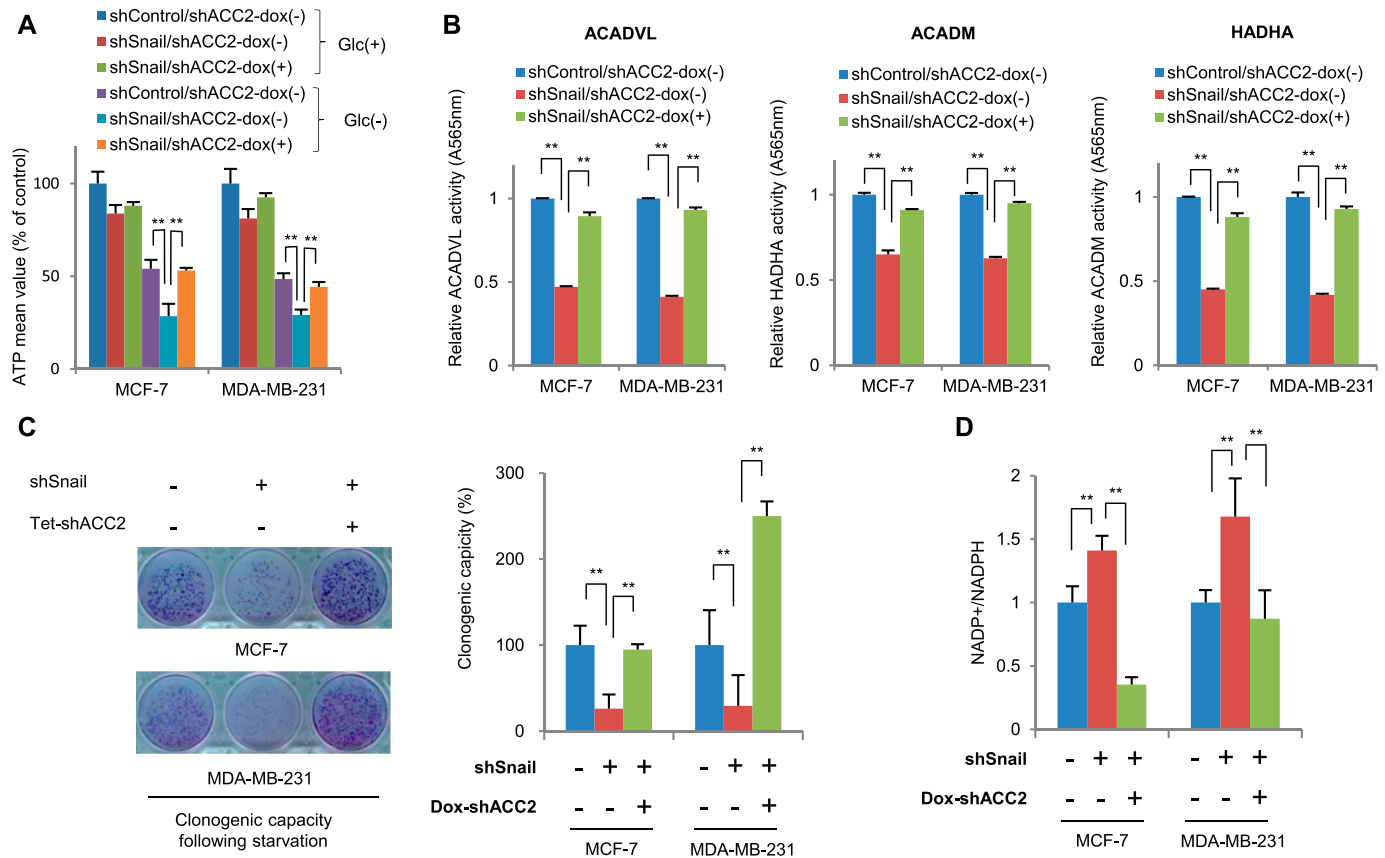 A
shControl/shACC2-dox(-)
shSnail/shACC2-dox(-)
shSnail/shACC2-dox(+)
Glc(+)
shControl/shACC2-dox(-)
shSnail/shACC2-dox(-)
shSnail/shACC2-dox(+)
Glc(-)
ATP mean value (% of control)
100
50
0
** **
** **
MCF-7
MDA-MB-231
B
ACADVL
shControl/shACC2-dox(-)
shSnail/shACC2-dox(-)
shSnail/shACC2-dox(+)
Relative ACADVL activity (A565nm)
1
0.5
0
** **
** **
MCF-7
MDA-MB-231
ACADM
shControl/shACC2-dox(-)
shSnail/shACC2-dox(-)
shSnail/shACC2-dox(+)
Relative HADHA activity (A565nm)
1
0.5
0
** **
** **
MCF-7
MDA-MB-231
HADHA
shControl/shACC2-dox(-)
shSnail/shACC2-dox(-)
shSnail/shACC2-dox(+)
Relative ACADM activity (A565nm)
1
0.5
0
** **
** **
MCF-7
MDA-MB-231
C
shSnail - + +
Tet-shACC2 - - +
MCF-7
MDA-MB-231
Clonogenic capacity
following starvation
Clonogenic capicity (%)
300
200
100
0
** **
** **
shSnail - + + - + +
Dox-shACC2 - - + - - +
MCF-7
MDA-MB-231
D
NADP+/NADPH
2
1.5
1
0.5
0
** **
** **
shSnail - + + - + +
Dox-shACC2 - - + - - +
MCF-7
MDA-MB-231